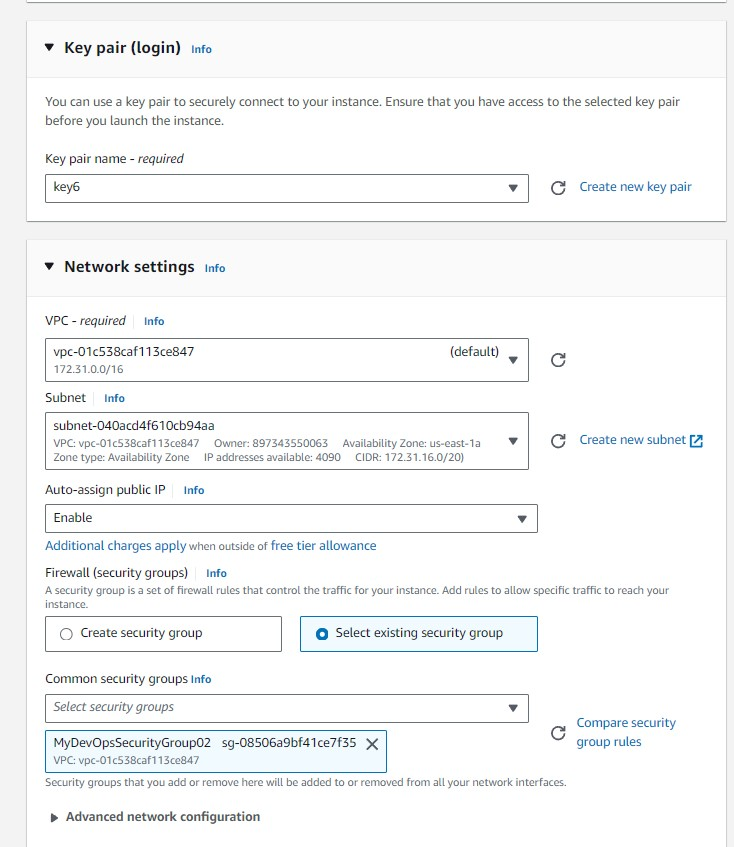 Key pair (login) Info
You can use a key pair to securely connect to your instance. Ensure that you have access to the selected key pair
before you launch the instance.
Key pair name - required
key6
Create new key pair
Network settings Info
VPC - required Info
vpc-01c538caf113ce847 (default)
172.31.0.0/16
Subnet Info
subnet-040acd4f610cb94aa
VPC: vpc-01c538caf113ce847 Owner: 897343550063 Availability Zone: us-east-1a
Zone type: Availability Zone IP addresses available: 4090 CIDR: 172.31.16.0/20)
Create new subnet
Auto-assign public IP Info
Enable
Additional charges apply when outside of free tier allowance
Firewall (security groups) Info
A security group is a set of firewall rules that control the traffic for your instance. Add rules to allow specific traffic to reach your
instance.
Create security group
Select existing security group
Common security groups Info
Select security groups
MyDevOpsSecurityGroup02 sg-08506a9bf41ce7f35
VPC: vpc-01c538caf113ce847
Compare security
group rules
Security groups that you add or remove here will be added to or removed from all your network interfaces.
Advanced network configuration